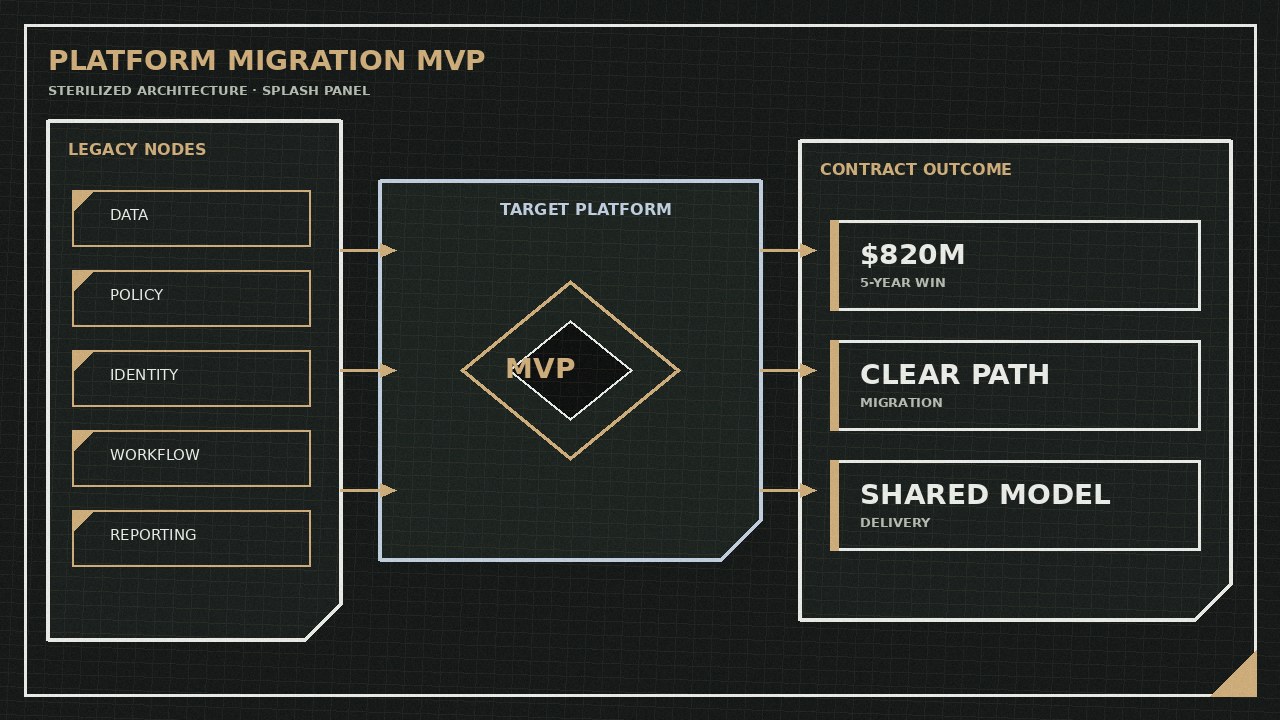 PLATFORM MIGRATION MVP
STERILIZED ARCHITECTURE · SPLASH PANEL
LEGACY NODES
DATA
POLICY
IDENTITY
WORKFLOW
REPORTING
TARGET PLATFORM
MVP
CONTRACT OUTCOME
$820M
5-YEAR WIN
CLEAR PATH
MIGRATION
SHARED MODEL
DELIVERY